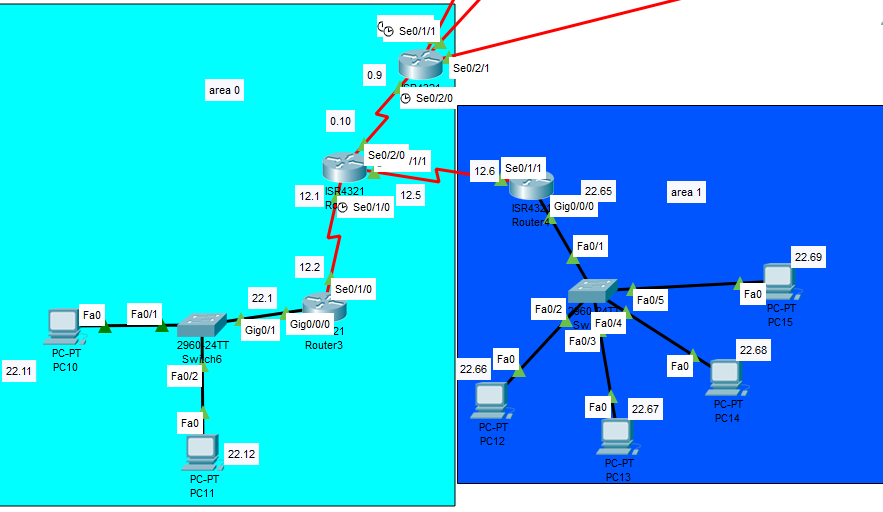 Se0/1/1
0.9
Se0/2/1
area 0
Se0/2/0
0.10
Se0/2/0
/1/1
12.6
Se0/1/1
22.65
area 1
12.1
ISR4321
12.5
Se0/1/0
Gig0/0/0
Router4
Fa0/1
22.69
12.2
Se0/1/0
22.1
Fa0
Fa0/1
Gig0/1
Gig0/0/0
21
Router3
Fa0/2
Fa0/5
Fa0
PC-PT
PC15
PC-PT
PC10
2960-24TT
Switch6
Fa0/4
Fa0/3
22.68
22.11
Fa0/2
22.66
Fa0
Fa0
PC-PT
PC14
Fa0
22.67
Fa0
PC-PT
PC12
22.12
PC-PT
PC13
PC-PT
PC11